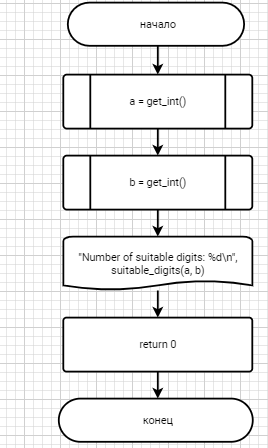 начало
a = get_int()
b = get_int()
"Number of suitable digits: %d\n",
suitable_digits(a, b)
return 0
конец